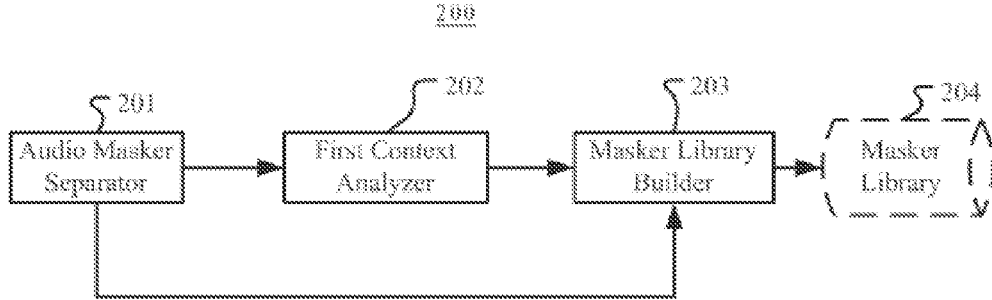 200
201
202
203
204
Audio Masker
Separator
First Context
Analyzer
Masker Library
Builder
Masker
Library